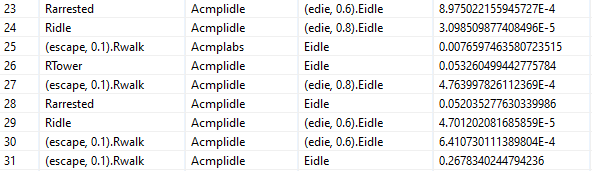 23 Rarrested Acmplidle (edie, 0.6).Eidle 8.975022155945727E-4
24 Ridle Acmplidle (edie, 0.8).Eidle 3.098509877408496E-5
25 (escape, 0.1).Rwalk Acmplabs Eidle 0.0076597463580723515
26 RTower Acmplidle Eidle 0.053260499442775784
27 (escape, 0.1).Rwalk Acmplidle (edie, 0.8).Eidle 4.763997826112369E-4
28 Rarrested Acmplidle Eidle 0.052035277630339986
29 Ridle Acmplidle (edie, 0.6).Eidle 4.701202081685859E-5
30 (escape, 0.1).Rwalk Acmplidle (edie, 0.6).Eidle 6.410730111389804E-4
31 (escape, 0.1).Rwalk Acmplidle Eidle 0.2678340244794236